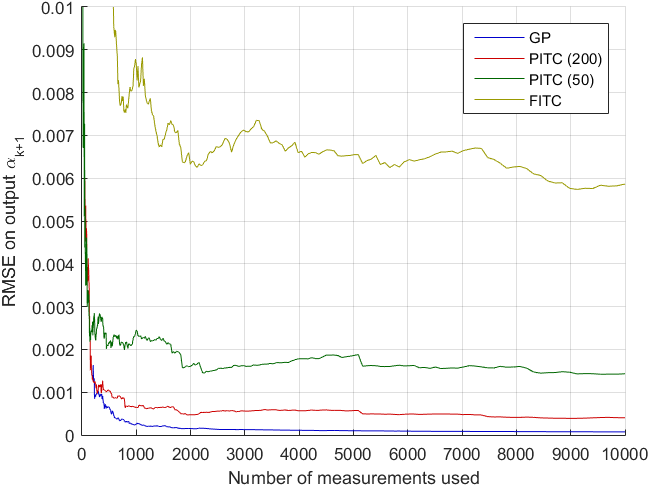 0.01
0.009
0.008
0.007
0.006
0.005
0.004
0.003
0.002
0.001
0
RMSE on output α_{k+1}
GP
PITC (200)
PITC (50)
FITC
0 1000 2000 3000 4000 5000 6000 7000 8000 9000 10000
Number of measurements used